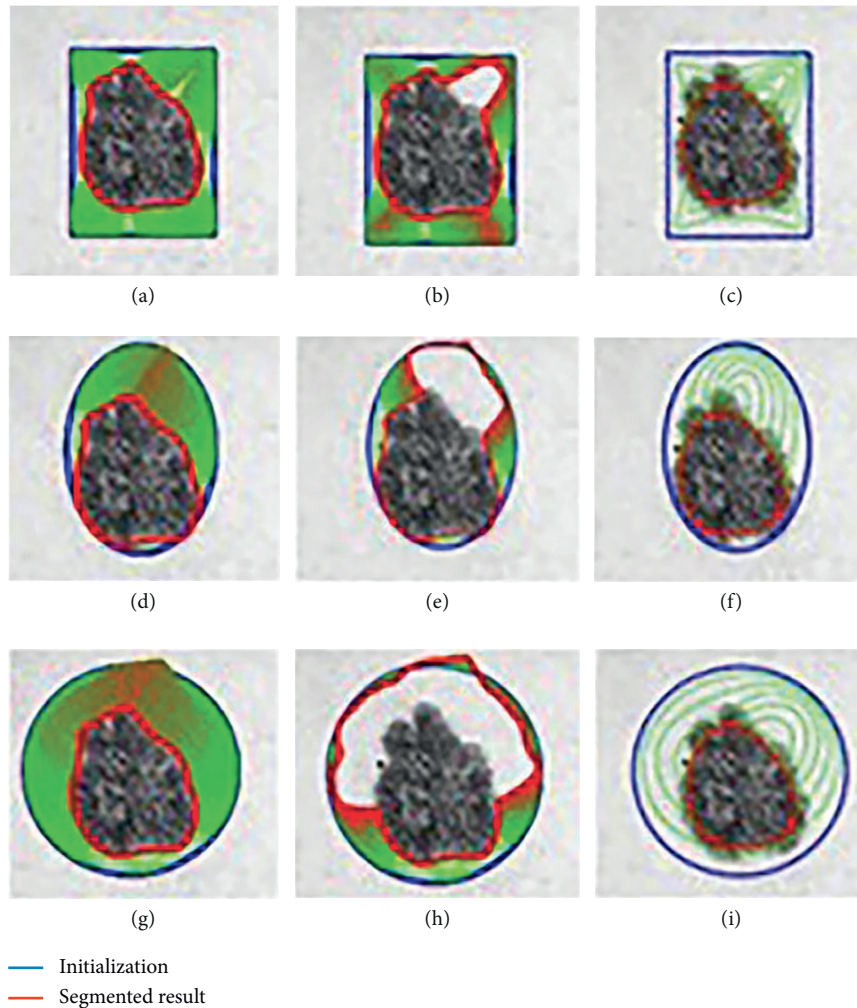 (a)
(b)
(c)
(d)
(e)
(f)
(g)
(h)
(i)
Initialization
Segmented result